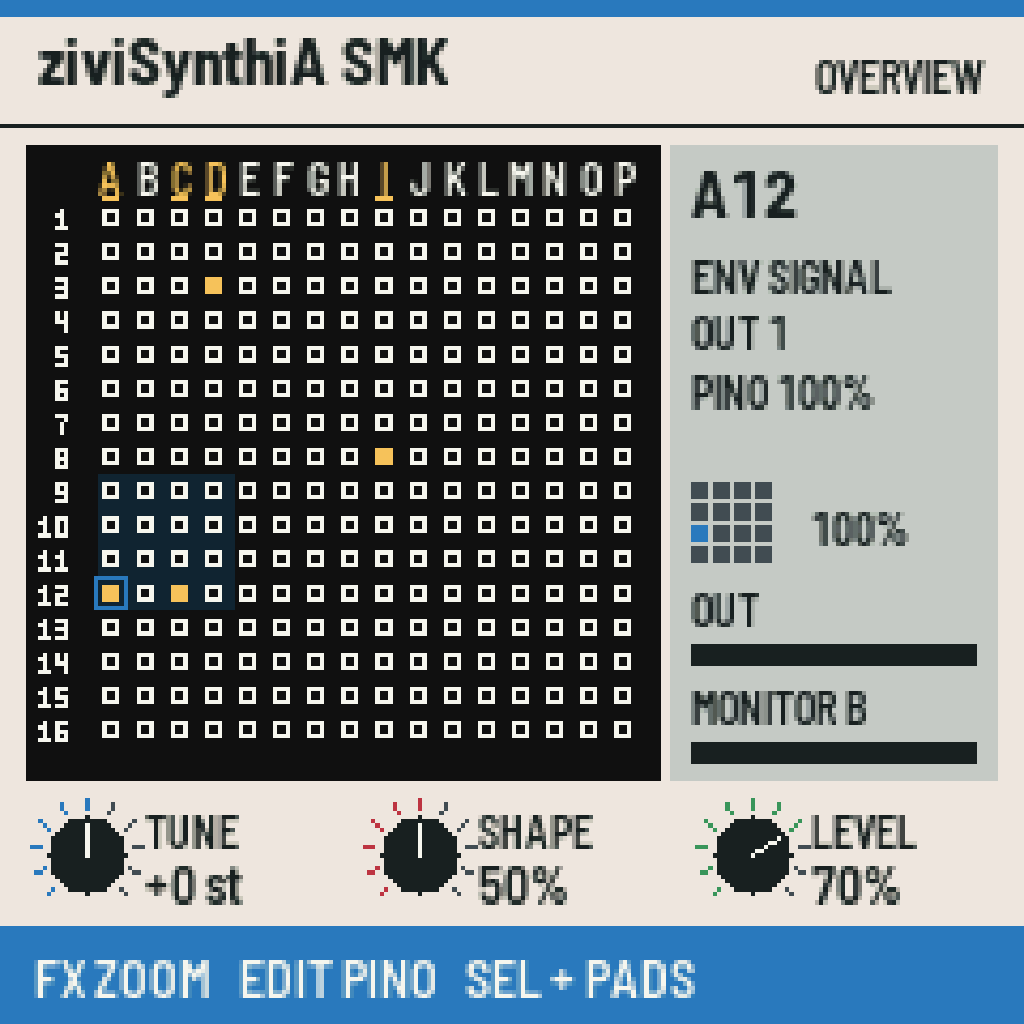 ziviSynthiA SMK
OVERVIEW
A B C D E F G H I J K L M N O P
1
2
3
4
5
6
7
8
9
10
11
12
13
14
15
16
A12
ENV SIGNAL
OUT 1
PINO 100%
100%
OUT
MONITOR B
TUNE
+0 st
SHAPE
50%
LEVEL
70%
FX ZOOM EDIT PINO SEL + PADS